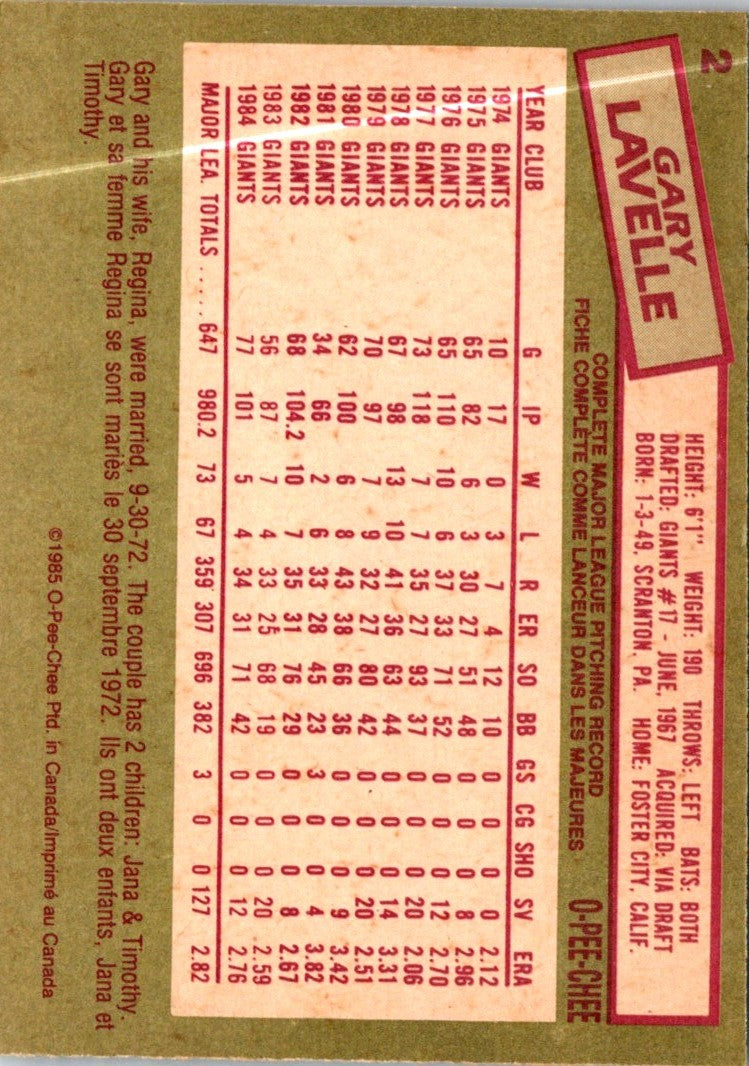 2
GARY
LAVELLE
HEIGHT: 6'1" WEIGHT: 190 THROWS: LEFT BATS: BOTH
DRAFTED: GIANTS #17 - JUNE, 1967 ACQUIRED: VIA DRAFT
BORN: 1-3-49, SCRANTON, PA. HOME: FOSTER CITY, CALIF.
COMPLETE MAJOR LEAGUE PITCHING RECORD
FICHE COMPLÈTE COMME LANCEUR DANS LES MAJEURES
O-PEE-CHEE
YEAR CLUB G IP W L R ER SO BB GS CG SHO SV ERA
1974 GIANTS 10 17 0 3 7 4 12 10 0 0 0 0 2.12
1975 GIANTS 65 82 6 3 30 27 51 48 0 0 0 8 2.96
1976 GIANTS 65 110 10 6 37 33 71 52 0 0 0 12 2.70
1977 GIANTS 73 118 7 7 35 27 93 37 0 0 0 20 2.06
1978 GIANTS 67 98 13 10 41 36 63 44 0 0 0 14 3.31
1979 GIANTS 70 97 7 9 32 27 80 42 0 0 0 20 2.51
1980 GIANTS 62 100 6 8 43 38 66 36 0 0 0 9 3.42
1981 GIANTS 34 66 2 6 33 28 45 23 3 0 0 4 3.82
1982 GIANTS 68 104.2 10 7 35 31 76 29 0 0 0 8 2.67
1983 GIANTS 56 87 7 4 33 25 68 19 0 0 0 20 2.59
1984 GIANTS 77 101 5 4 34 31 71 42 0 0 0 12 2.76
MAJOR LEA. TOTALS ..... 647 980.2 73 67 359 307 696 382 3 0 0 127 2.82
Gary and his wife, Regina, were married, 9-30-72. The couple has 2 children: Jana & Timothy.
Gary et sa femme Regina se sont mariès le 30 septembre 1972. Ils ont deux enfants, Jana et
Timothy.
©1985 O-Pee-Chee Ptd. in Canada/Imprimé au Canada